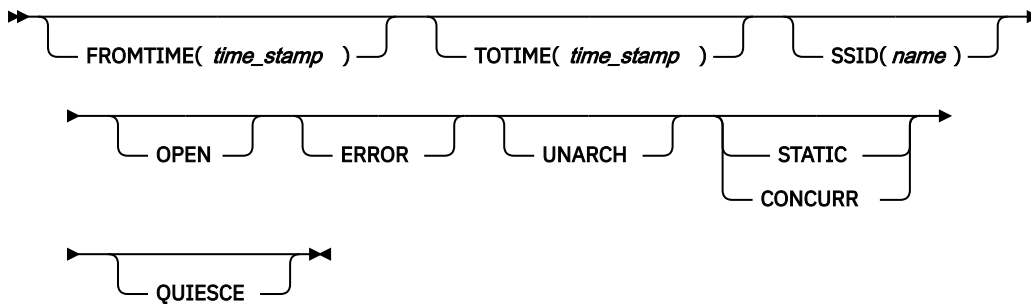 FROMTIME( time_stamp ) TOTIME( time_stamp ) SSID( name )
OPEN ERROR UNARCH STATIC
CONCURR
QUIESCE